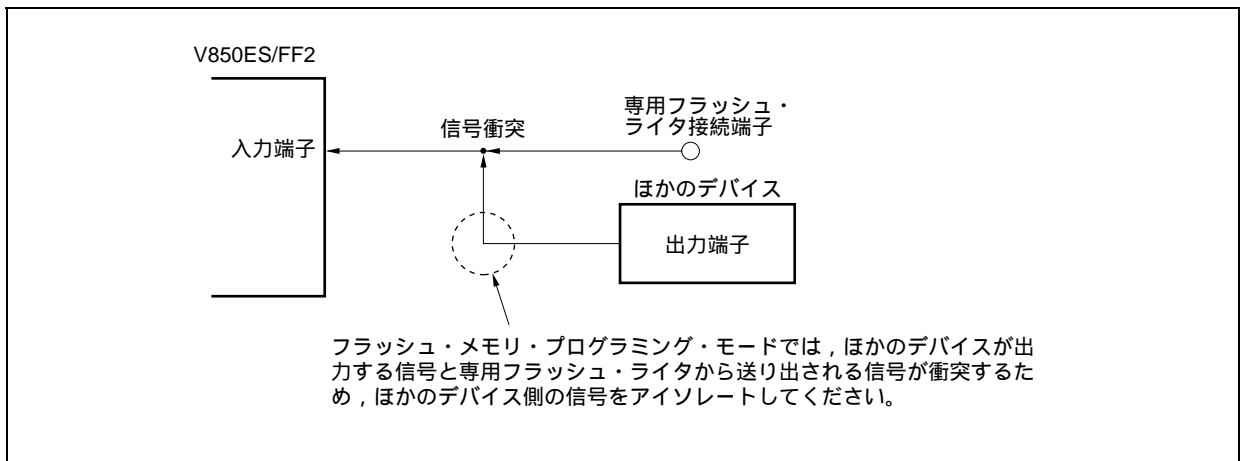 V850ES/FF2
専用フラッシュ・
ライタ接続端子
信号衝突
入力端子
ほかのデバイス
出力端子
フラッシュ・メモリ・プログラミング・モードでは，ほかのデバイスが出
力する信号と専用フラッシュ・ライタから送り出される信号が衝突するた
め，ほかのデバイス側の信号をアイソレートしてください。